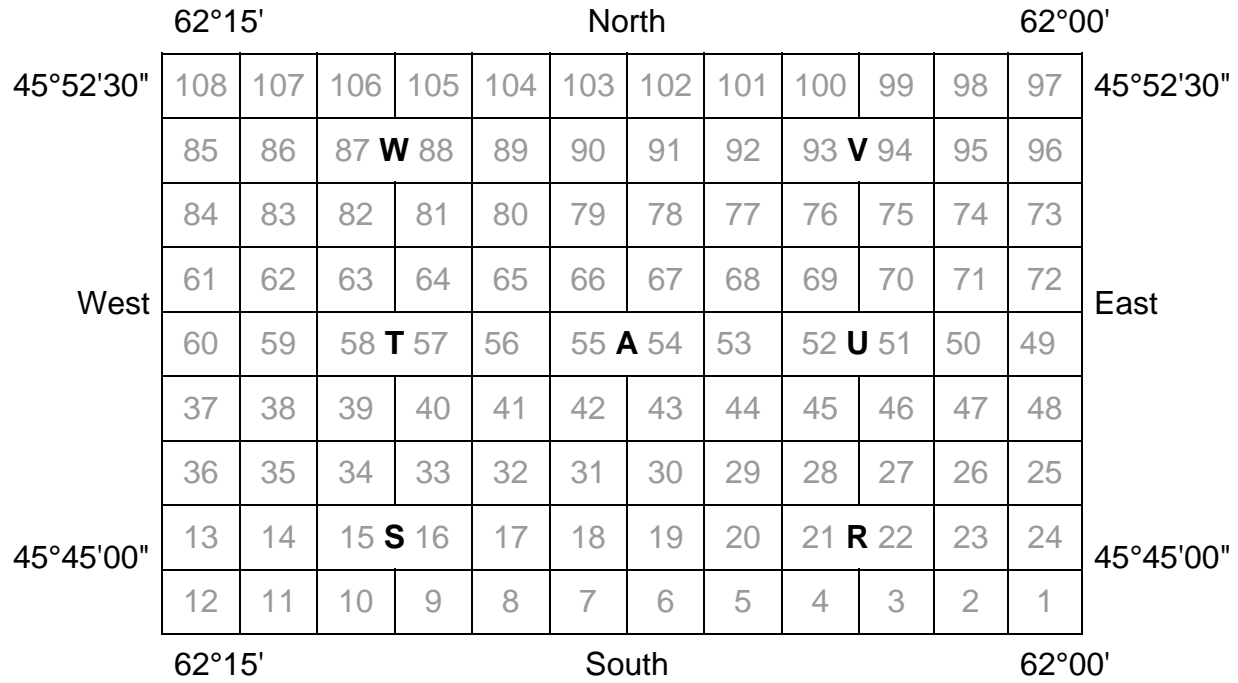 62°15' North 62°00'
45°52'30" 108 107 106 105 104 103 102 101 100 99 98 97 45°52'30"
85 86 87 W 88 89 90 91 92 93 V 94 95 96
84 83 82 81 80 79 78 77 76 75 74 73
61 62 63 64 65 66 67 68 69 70 71 72
West East
60 59 58 T 57 56 55 A 54 53 52 U 51 50 49
37 38 39 40 41 42 43 44 45 46 47 48
36 35 34 33 32 31 30 29 28 27 26 25
13 14 15 S 16 17 18 19 20 21 R 22 23 24
45°45'00" 45°45'00"
12 11 10 9 8 7 6 5 4 3 2 1
62°15' South 62°00'